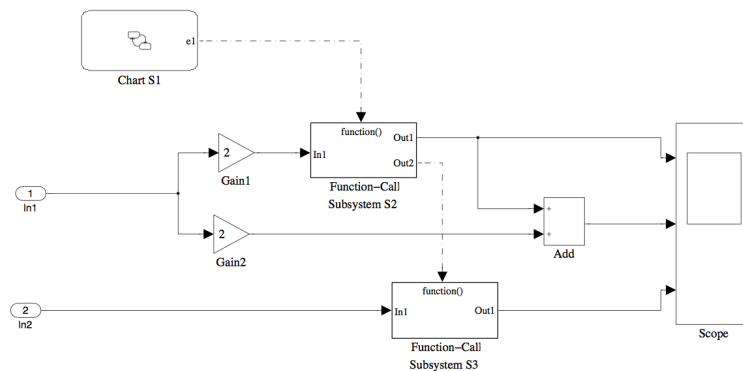 e1
Chart S1
function()
Out1
In1
Out2
2
Gain1
Function-Call
Subsystem S2
1
In1
2
Gain2
+
+
Add
function()
2
In2
In1
Out1
Function-Call
Subsystem S3
Scope